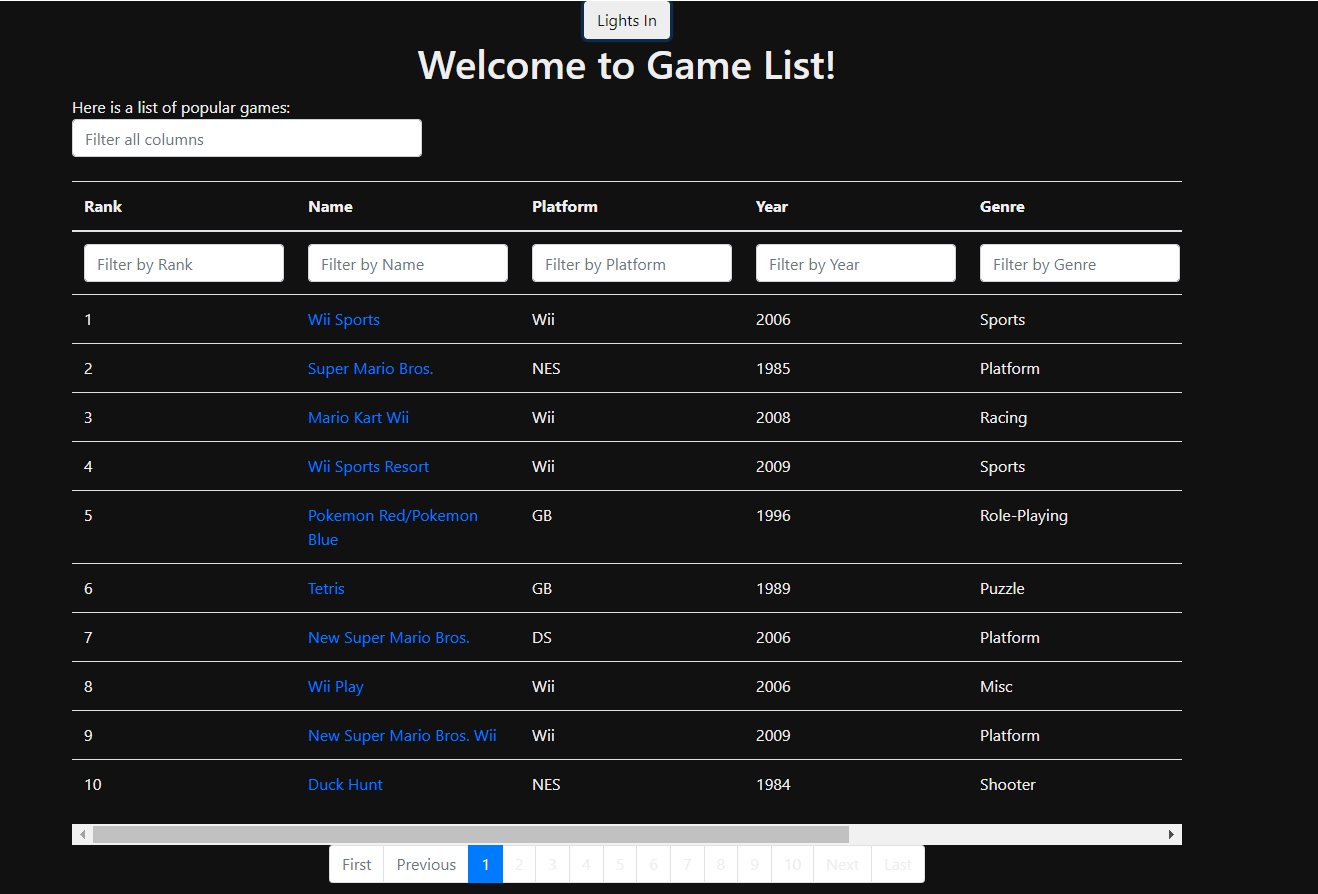 Lights In
Welcome to Game List!
Here is a list of popular games:
Filter all columns
Rank Name Platform Year Genre
Filter by Rank Filter by Name Filter by Platform Filter by Year Filter by Genre
1 Wii Sports Wii 2006 Sports
2 Super Mario Bros. NES 1985 Platform
3 Mario Kart Wii Wii 2008 Racing
4 Wii Sports Resort Wii 2009 Sports
5 Pokemon Red/Pokemon GB 1996 Role-Playing
Blue
6 Tetris GB 1989 Puzzle
7 New Super Mario Bros. DS 2006 Platform
8 Wii Play Wii 2006 Misc
9 New Super Mario Bros. Wii Wii 2009 Platform
10 Duck Hunt NES 1984 Shooter
First Previous 1 2 3 4 5 6 7 8 9 10 Next Last